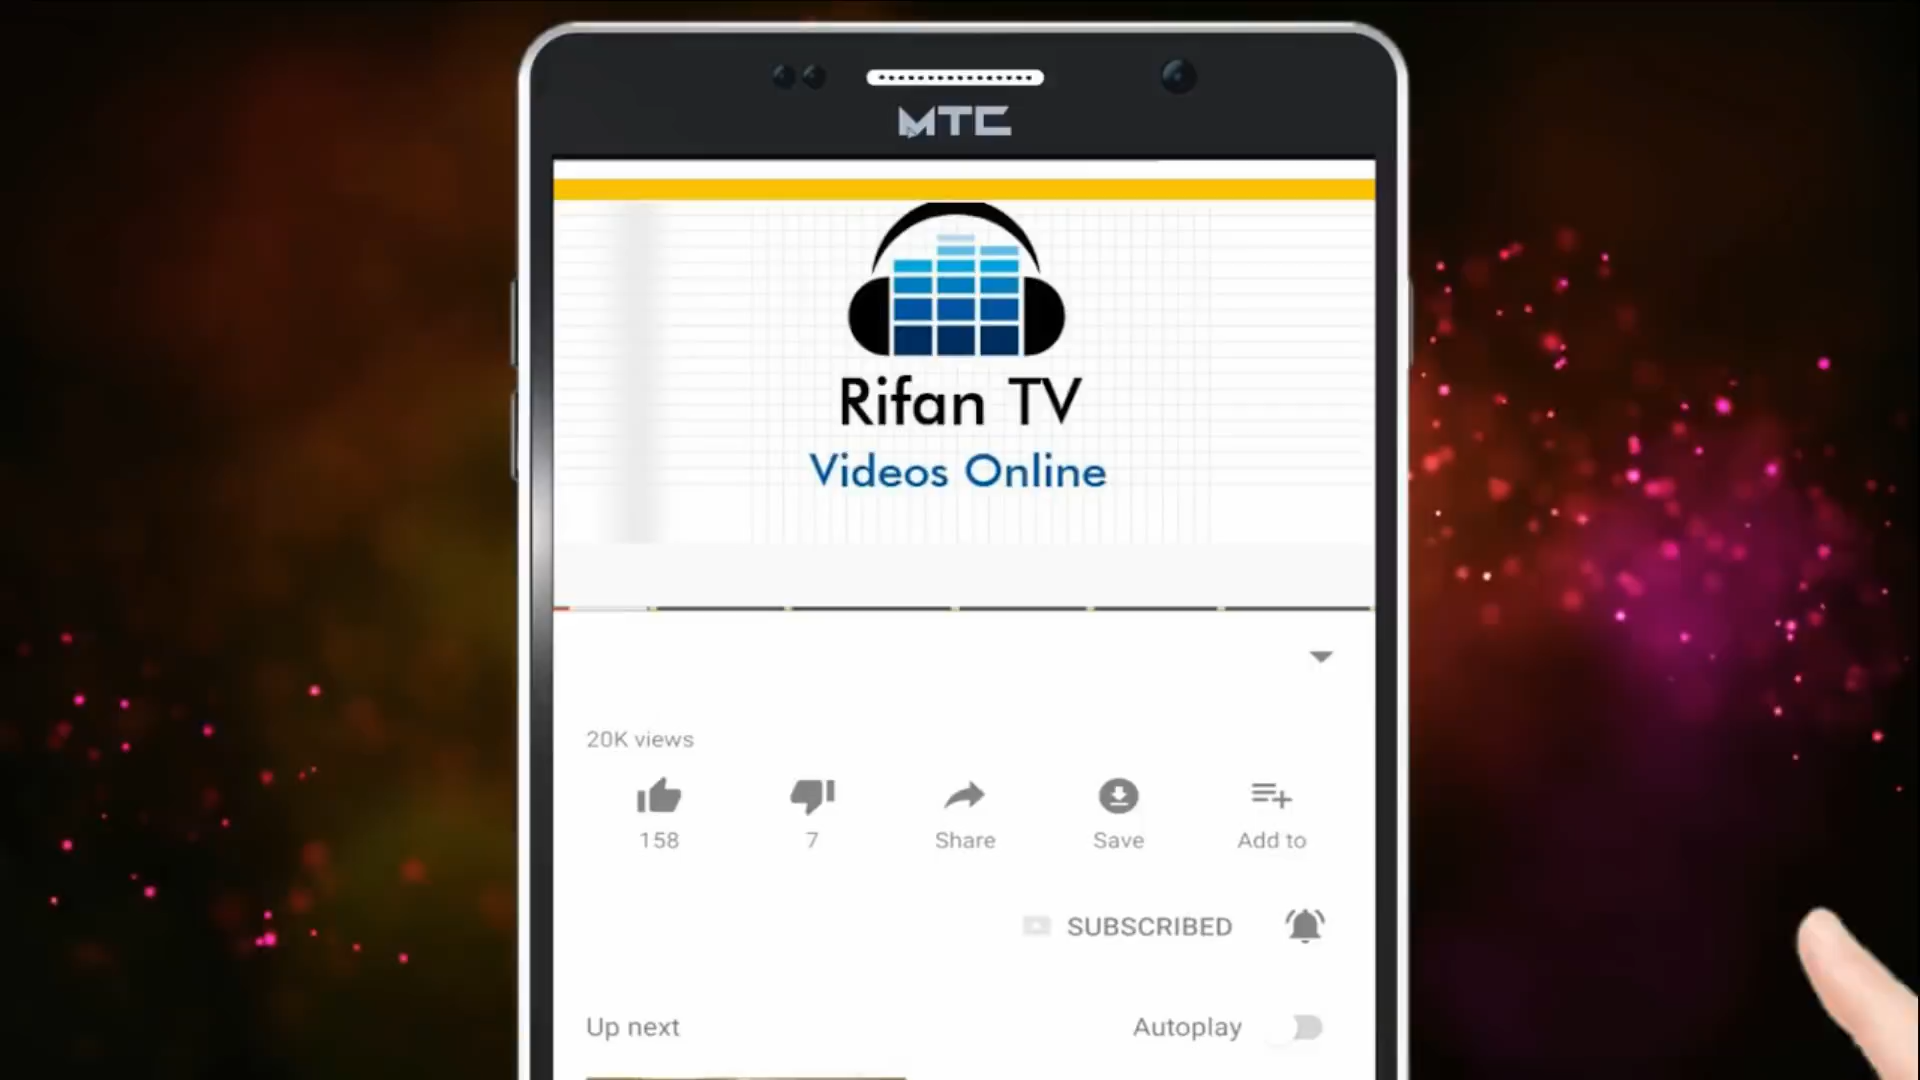 MTC
Rifan TV
Videos Online
20K views
158 7 Share Save Add to
SUBSCRIBED
Up next Autoplay